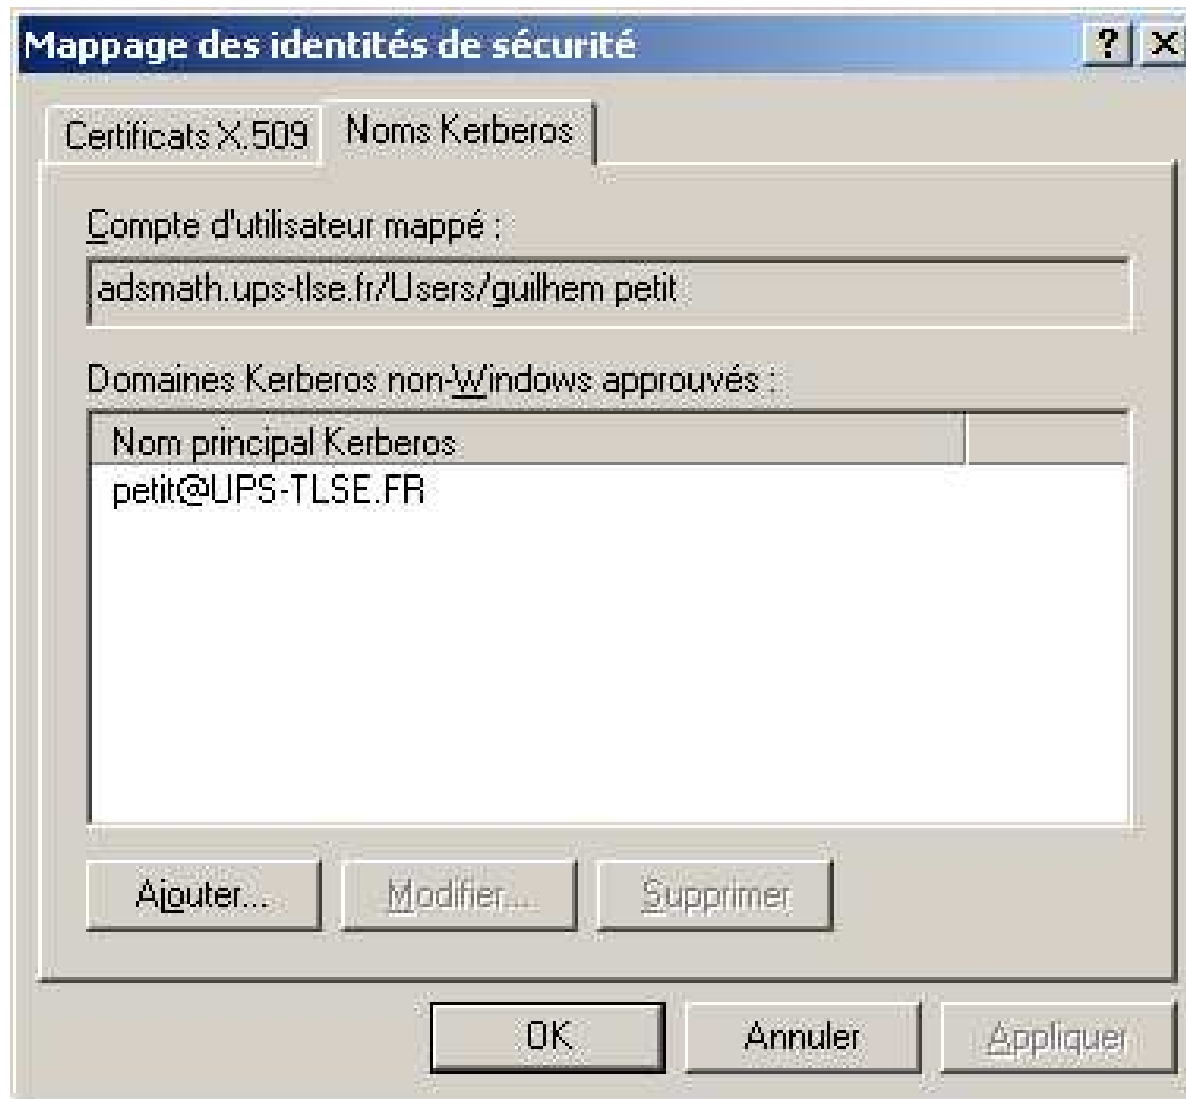 Mappage des identités de sécurité
Certificats X.509 Noms Kerberos
Compte d'utilisateur mappé :
adsmath.ups-tlse.fr/Users/guilhem petit
Domaines Kerberos non-Windows approuvés :
Nom principal Kerberos
petit@UPS-TLSE.FR
Ajouter... Modifier... Supprimer
OK Annuler Appliquer